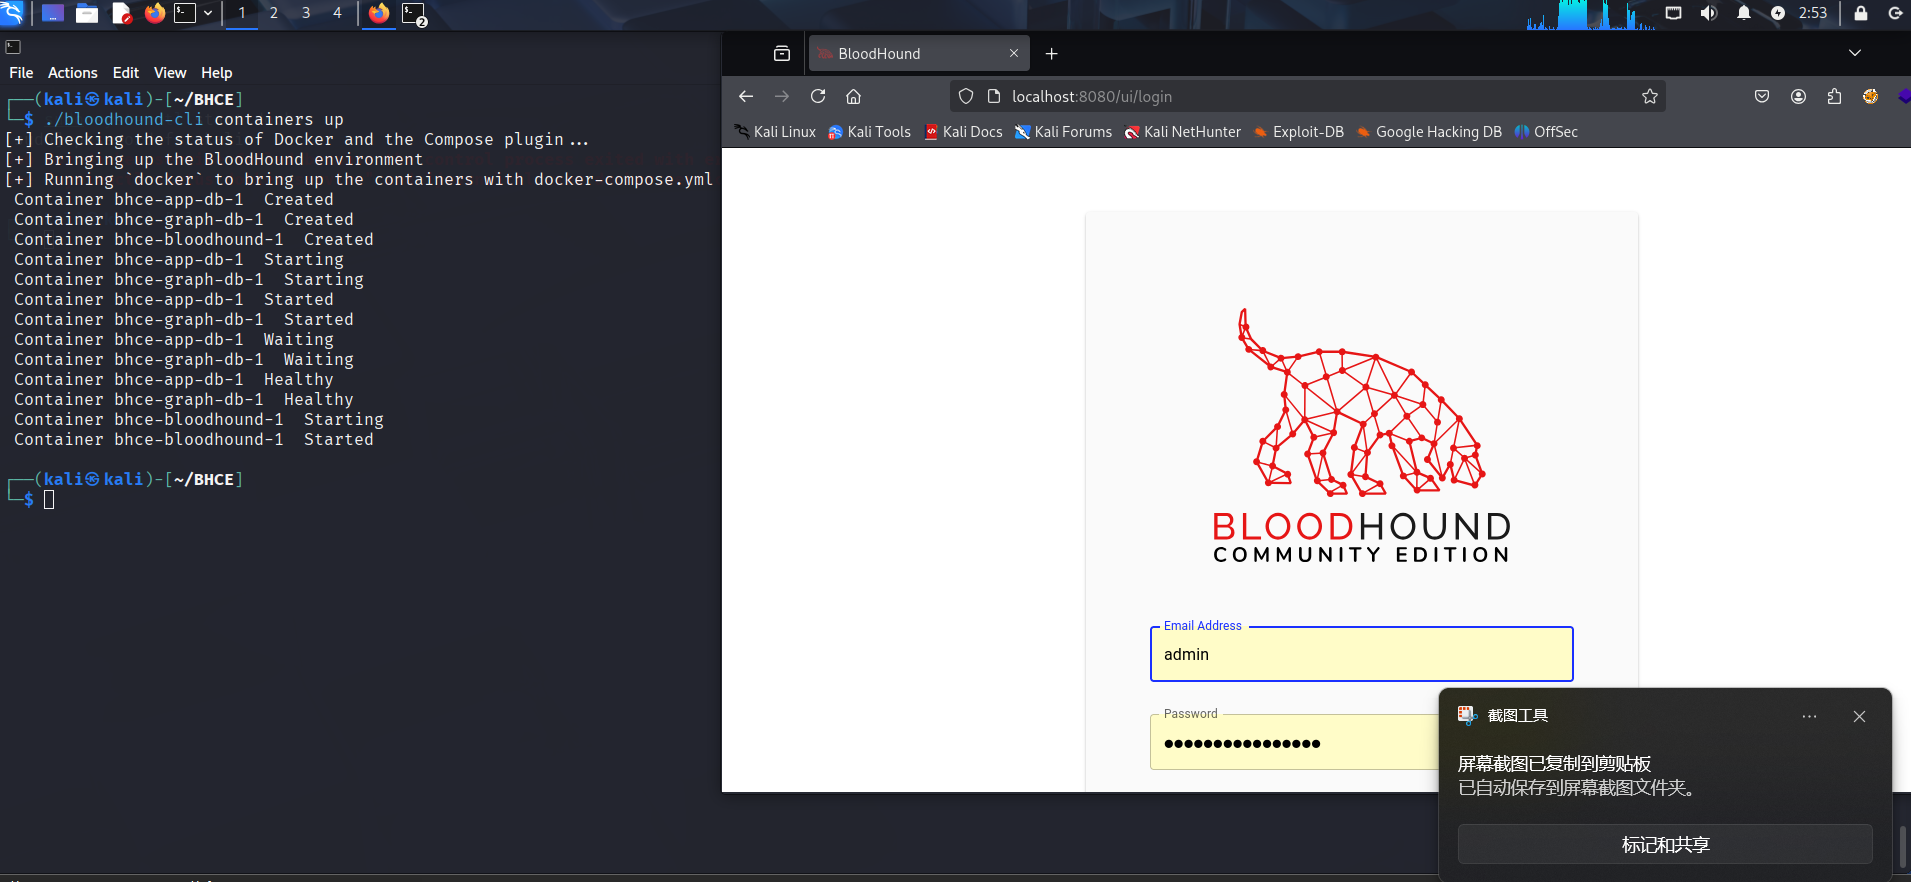 1 2 3 4
2
2:53
File Actions Edit View Help
┌──(kali㉿kali)-[~/BHCE]
└─$ ./bloodhound-cli containers up
[+] Checking the status of Docker and the Compose plugin...
[+] Bringing up the BloodHound environment
[+] Running `docker` to bring up the containers with docker-compose.yml
Container bhce-app-db-1  Created
Container bhce-graph-db-1  Created
Container bhce-bloodhound-1  Created
Container bhce-app-db-1  Starting
Container bhce-graph-db-1  Starting
Container bhce-app-db-1  Started
Container bhce-graph-db-1  Started
Container bhce-app-db-1  Waiting
Container bhce-graph-db-1  Waiting
Container bhce-app-db-1  Healthy
Container bhce-graph-db-1  Healthy
Container bhce-bloodhound-1  Starting
Container bhce-bloodhound-1  Started
┌──(kali㉿kali)-[~/BHCE]
└─$
BloodHound
localhost:8080/ui/login
Kali Linux Kali Tools Kali Docs Kali Forums Kali NetHunter Exploit-DB Google Hacking DB OffSec
BLOODHOUND
COMMUNITY EDITION
Email Address
admin
Password
••••••••••••••••
截图工具
屏幕截图已复制到剪贴板
已自动保存到屏幕截图文件夹。
标记和共享